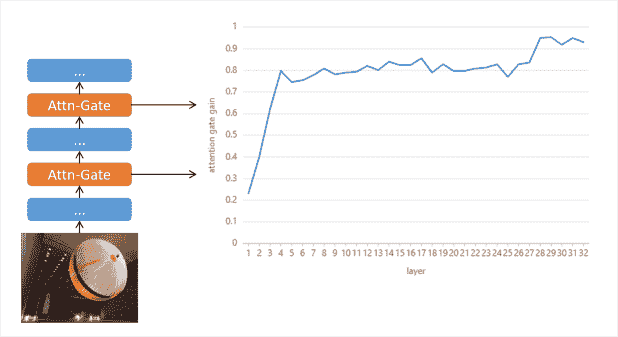 ...
Attn-Gate
...
Attn-Gate
...
attention gate gain
1
0.9
0.8
0.7
0.6
0.5
0.4
0.3
0.2
0.1
0
1 2 3 4 5 6 7 8 9 10 11 12 13 14 15 16 17 18 19 20 21 22 23 24 25 26 27 28 29 30 31 32
layer